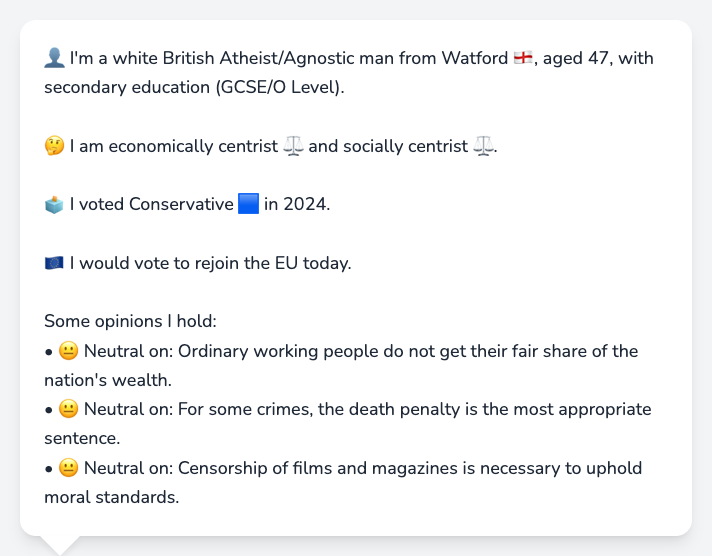 👤 I'm a white British Atheist/Agnostic man from Watford 🏴󠁧󠁢󠁥󠁮󠁧󠁿, aged 47, with
secondary education (GCSE/O Level).
🤔 I am economically centrist ⚖️ and socially centrist ⚖️.
🗳️ I voted Conservative 🟦 in 2024.
🇪🇺 I would vote to rejoin the EU today.
Some opinions I hold:
• 😐 Neutral on: Ordinary working people do not get their fair share of the
nation's wealth.
• 😐 Neutral on: For some crimes, the death penalty is the most appropriate
sentence.
• 😐 Neutral on: Censorship of films and magazines is necessary to uphold
moral standards.